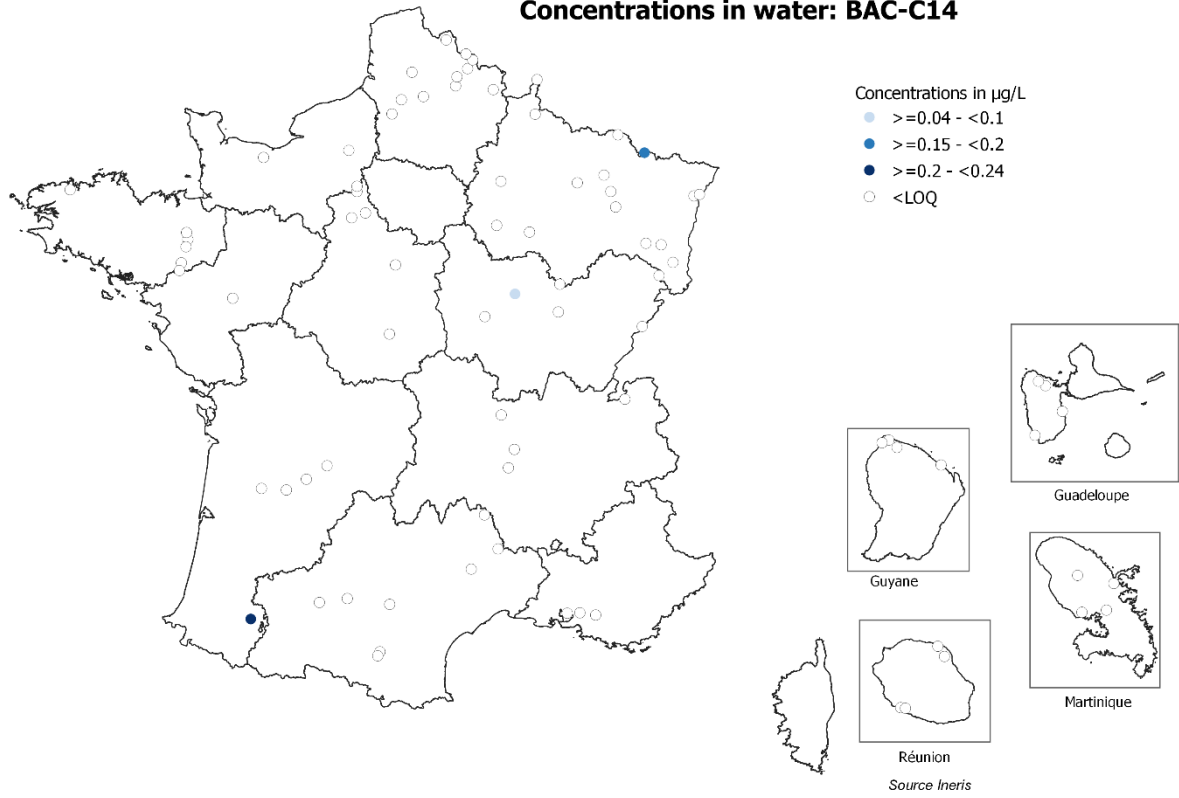 Concentrations in water: BAC-C14
Concentrations in µg/L
>=0.04 - <0.1
>=0.15 - <0.2
>=0.2 - <0.24
<LOQ
Guadeloupe
Guyane
Martinique
Réunion
Source Ineris